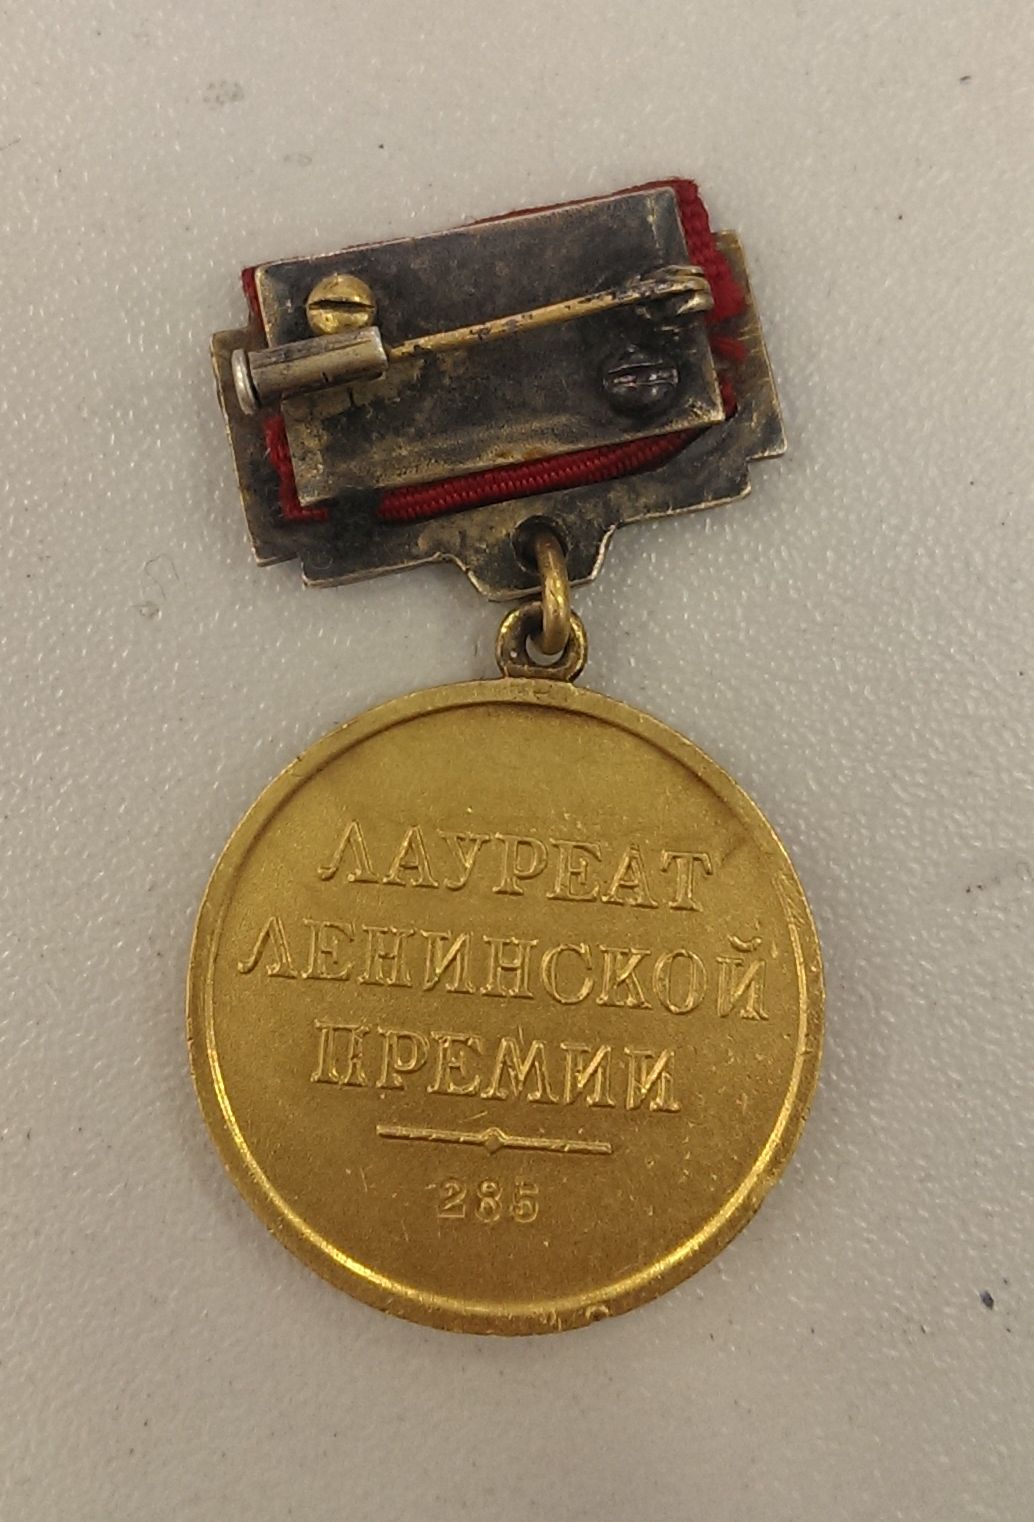 ЛАУРЕАТ
ЛЕНИНСКОЙ
ПРЕМИИ
285